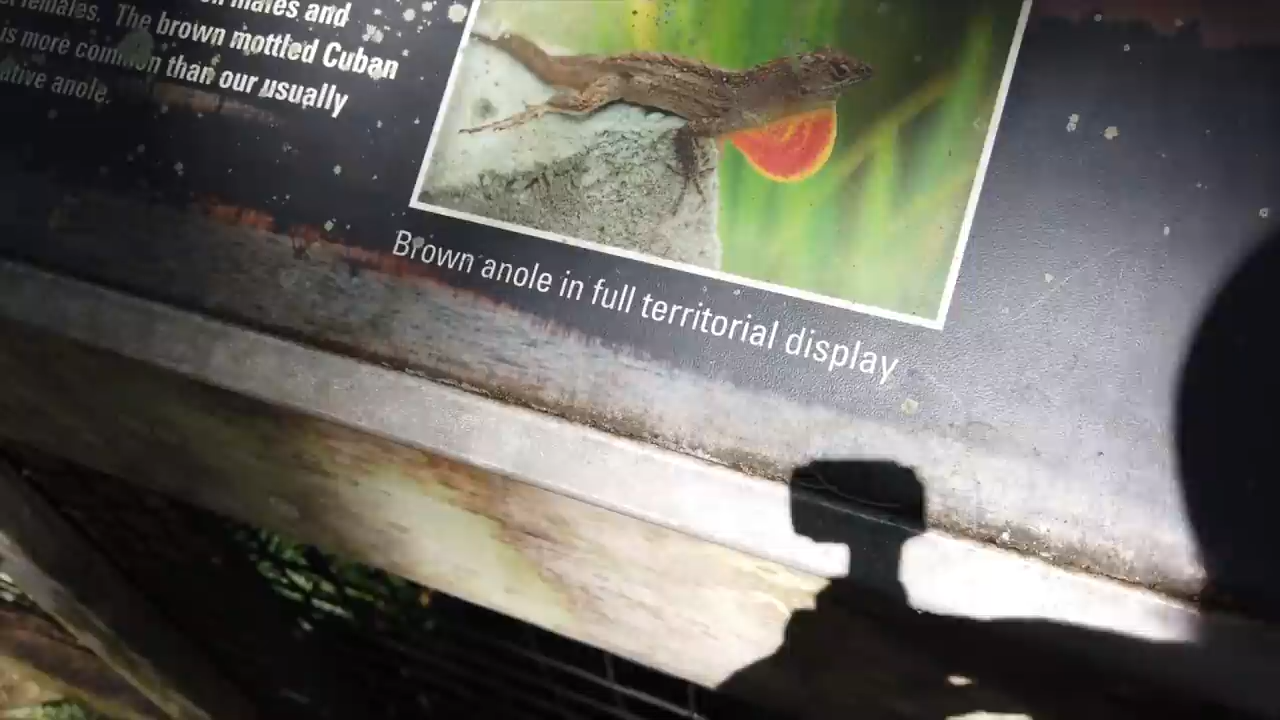 males and
females. The brown mottled Cuban
is more common than our usually
anole.
Brown anole in full territorial display